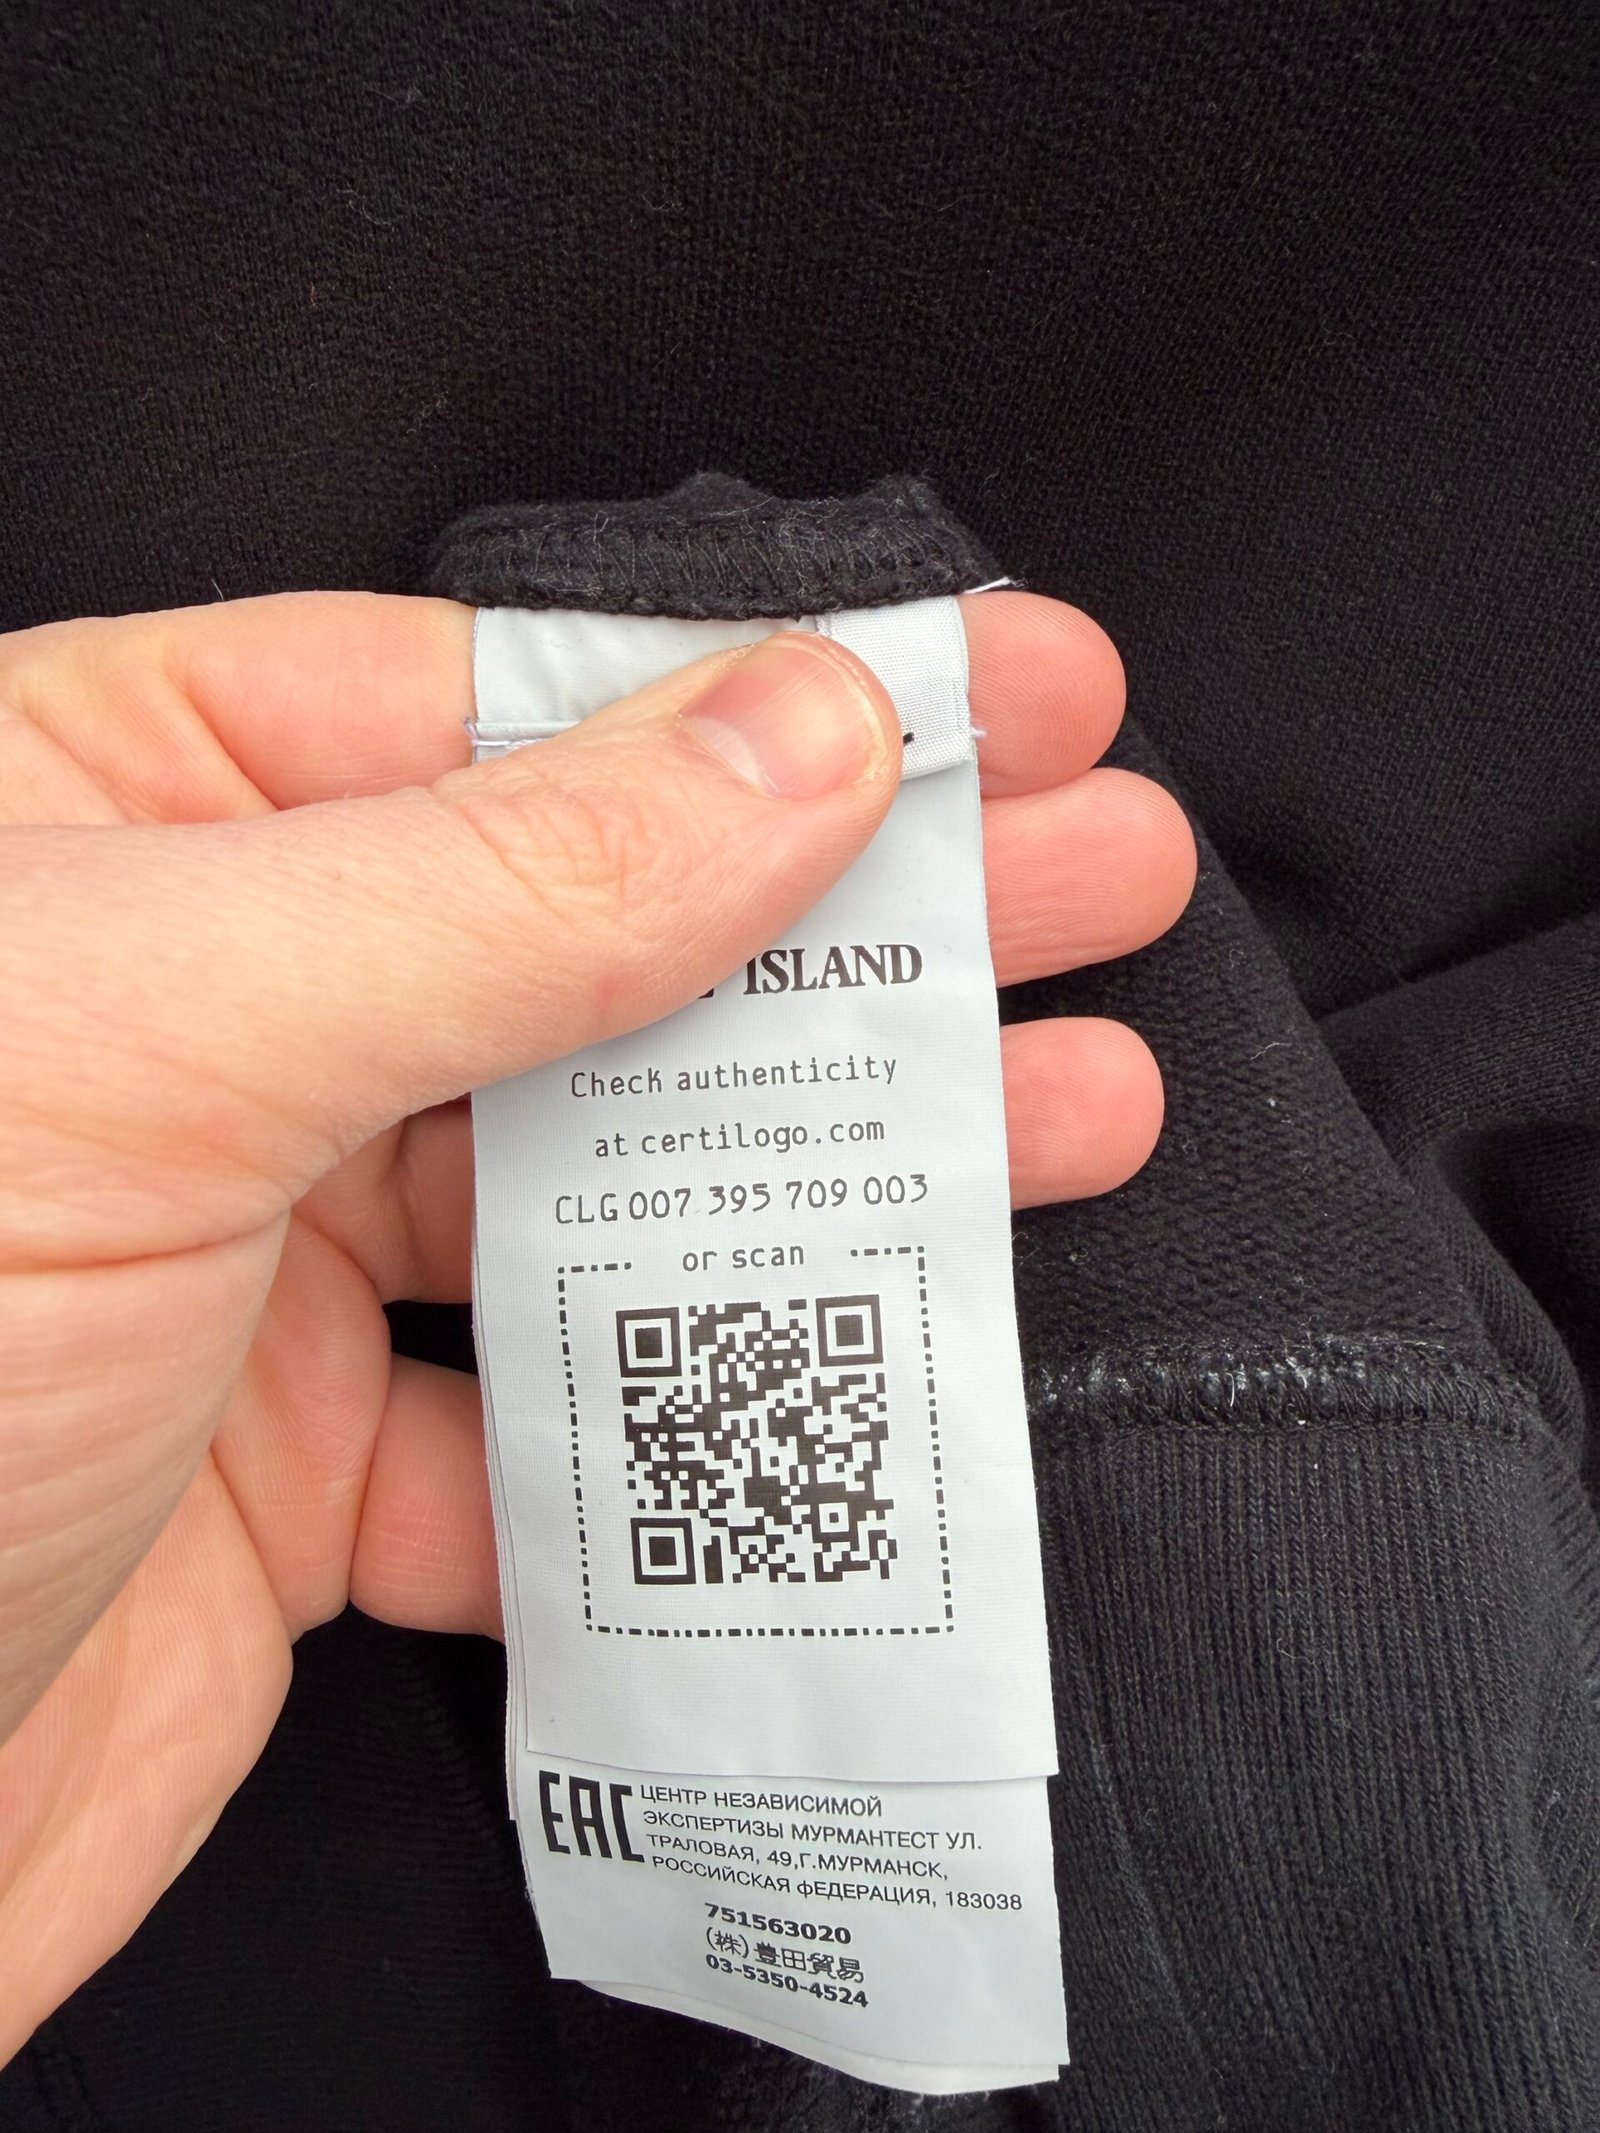 ISLAND
Check authenticity
at certilogo.com
CLG 007 395 709 003
or scan
EAC
ЦЕНТР НЕЗАВИСИМОЙ
ЭКСПЕРТИЗЫ МУРМАНТЕСТ УЛ.
ТРАЛОВАЯ, 49,Г.МУРМАНСК,
РОССИЙСКАЯ ФЕДЕРАЦИЯ, 183038
751563020
(株)豊田貿易
03-5350-4524